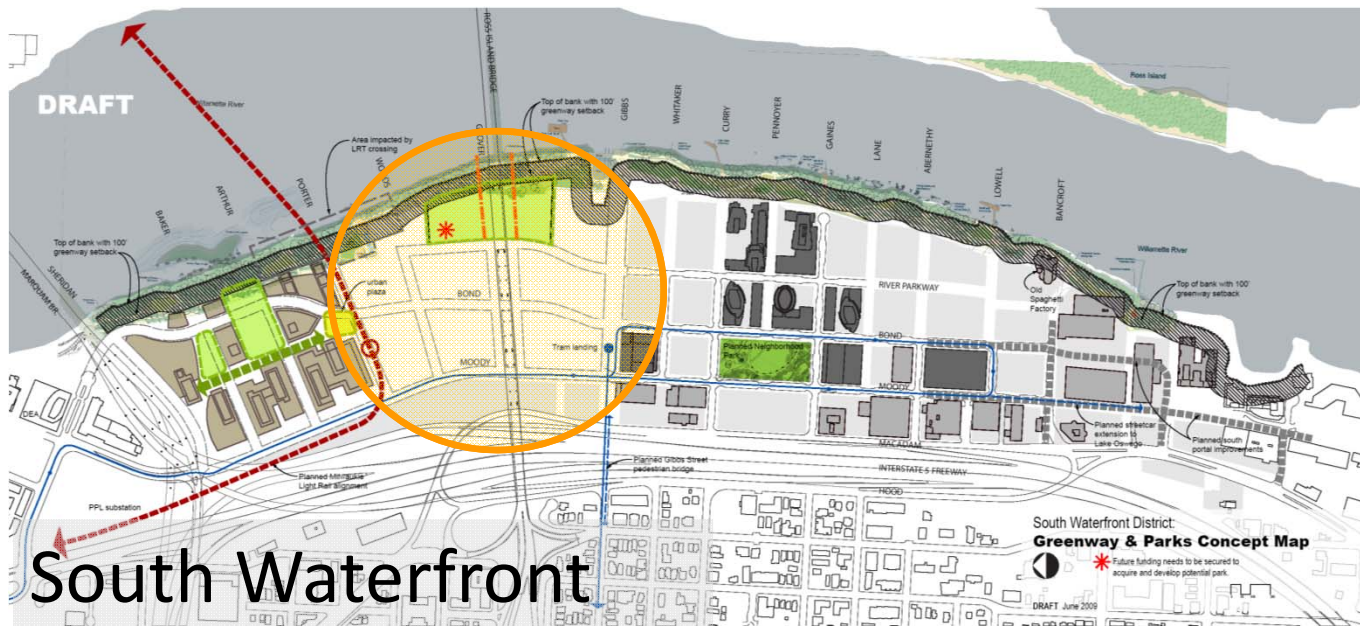 DRAFT
Willamette River
Area impacted by
LRT crossing
ROSS ISLAND BRIDGE
Top of bank with 100'
greenway setback
GIBBS
WHITAKER
CURRY
PENNOYER
GAINES
LANE
ABERNETHY
LOWELL
BANCROFT
Ross Island
Willamette River
BAKER
ARTHUR
PORTER
Top of bank with 100'
greenway setback
SHERIDAN
MARQUAM BR.
urban
plaza
BOND
MOODY
Tram landing
RIVER PARKWAY
Old
Spaghetti
Factory
Top of bank with 100'
greenway setback
BOND
Planned Neighborhood
Park
MOODY
DEA
MACADAM
Planned streetcar
extension to
Lake Oswego
Planned south
portal improvements
Planned Milwaukie
Light Rail alignment
Planned Gibbs Street
pedestrian bridge
INTERSTATE 5 FREEWAY
HOOD
PPL substation
South Waterfront
South Waterfront District:
Greenway & Parks Concept Map
Future funding needs to be secured to
acquire and develop potential park.
DRAFT June 2009